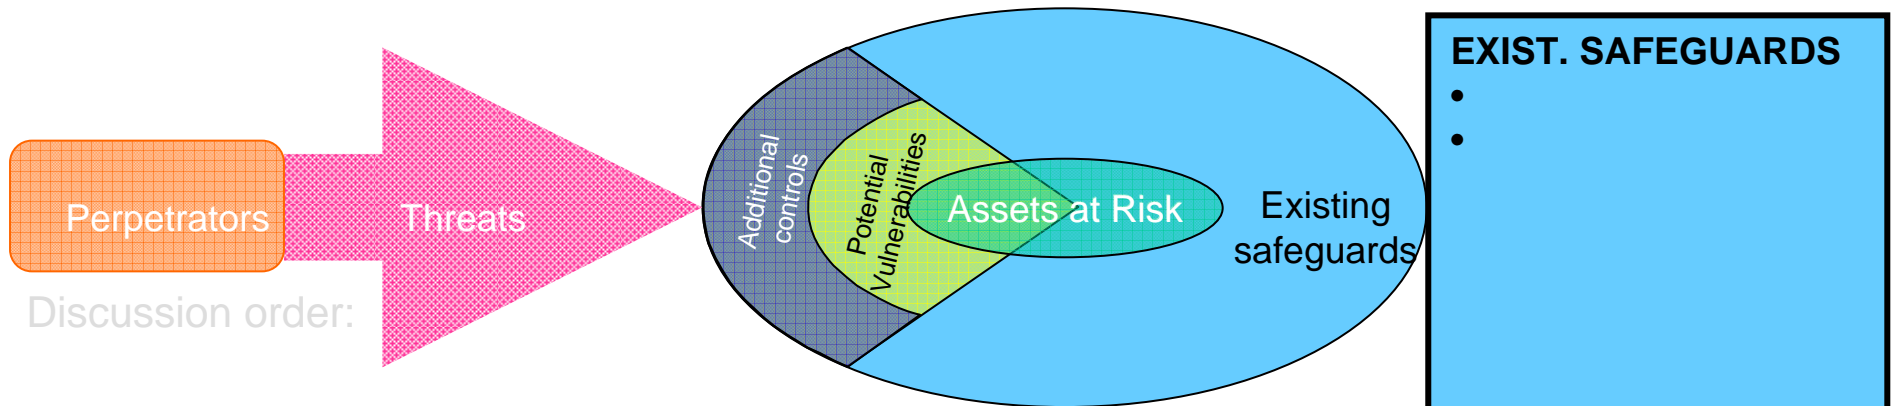 Perpetrators
Threats
Additional
controls
Potential
Vulnerabilities
Assets at Risk
Existing
safeguards
EXIST. SAFEGUARDS
•
•
Discussion order: